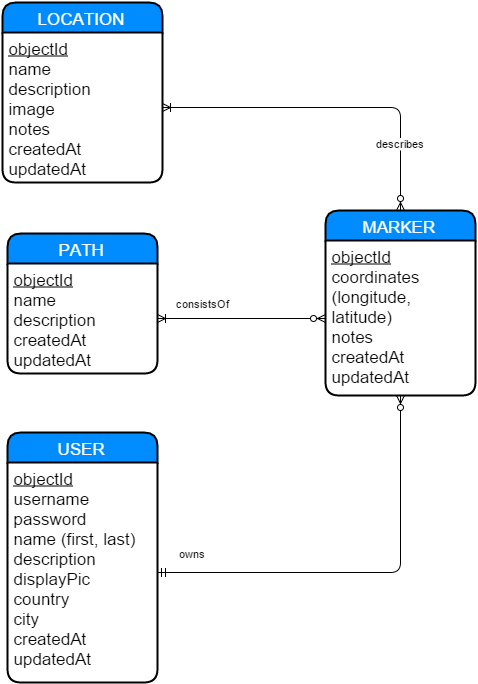 LOCATION
objectId
name
description
image
notes
createdAt
updatedAt
describes
PATH
objectId
name
description
createdAt
updatedAt
consistsOf
MARKER
objectId
coordinates
(longitude,
latitude)
notes
createdAt
updatedAt
USER
objectId
username
password
name (first, last)
description
displayPic
country
city
createdAt
updatedAt
owns